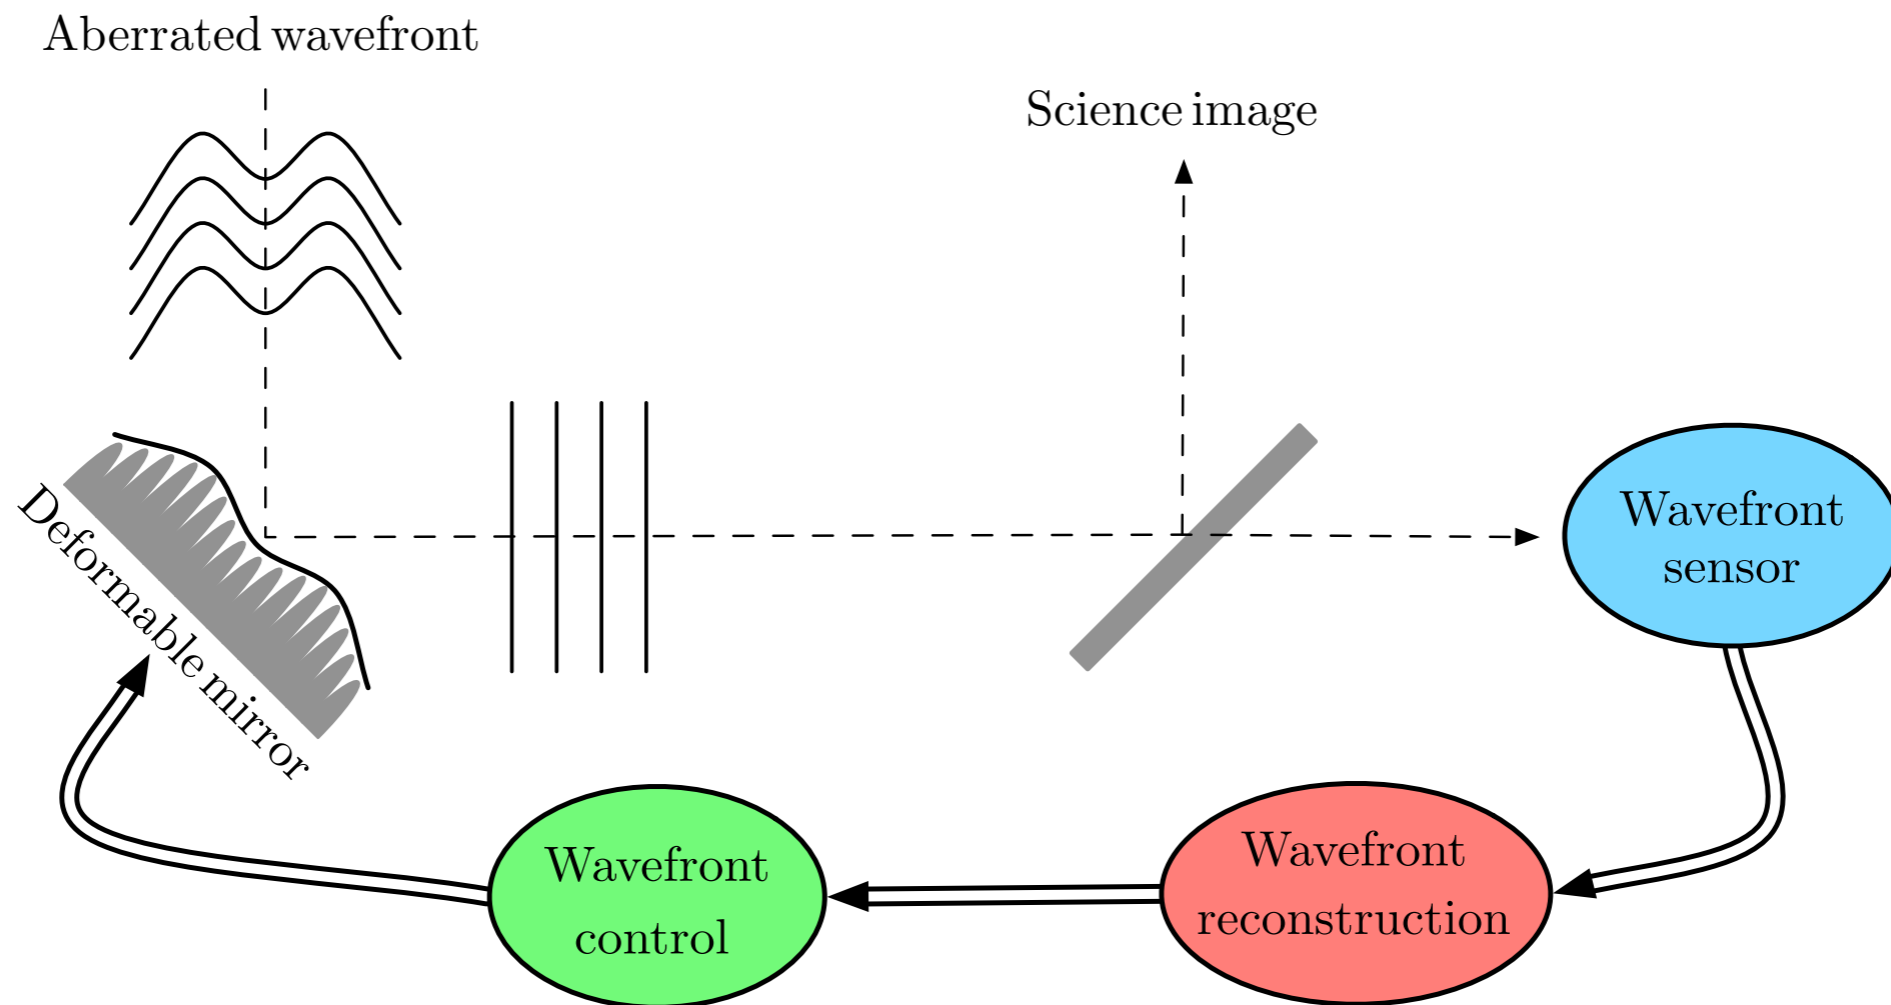 Aberrated wavefront
Science image
Deformable mirror
Wavefront
sensor
Wavefront
control
Wavefront
reconstruction